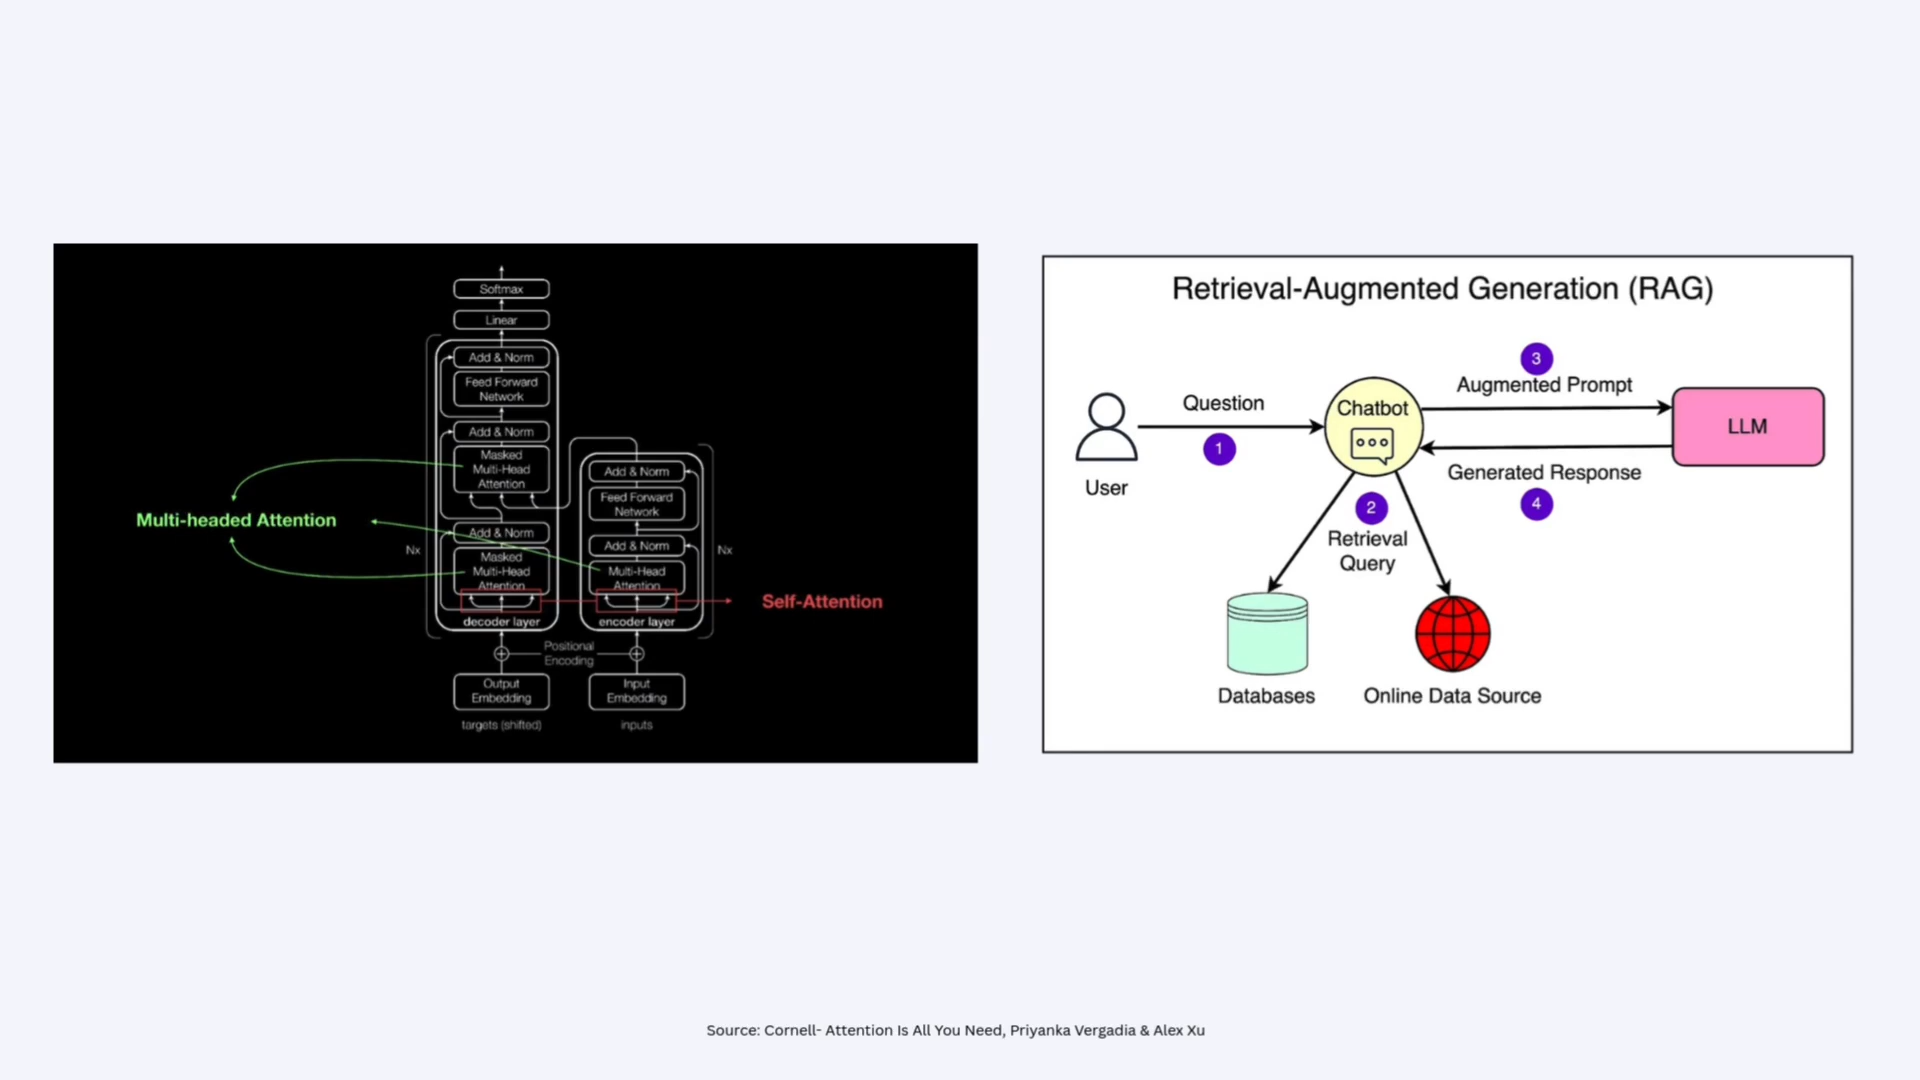 Softmax
Linear
Add & Norm
Feed Forward
Network
Add & Norm
Masked
Multi-Head
Attention
Add & Norm
Masked
Multi-Head
Attention
decoder layer
Nx
Multi-headed Attention
Add & Norm
Feed Forward
Network
Add & Norm
Multi-Head
Attention
encoder layer
Nx
Self-Attention
Positional
Encoding
Output
Embedding
targets (shifted)
Input
Embedding
inputs
Retrieval-Augmented Generation (RAG)
User
Question
1
Chatbot
3
Augmented Prompt
LLM
Generated Response
4
2
Retrieval
Query
Databases
Online Data Source
Source: Cornell- Attention Is All You Need, Priyanka Vergadia & Alex Xu